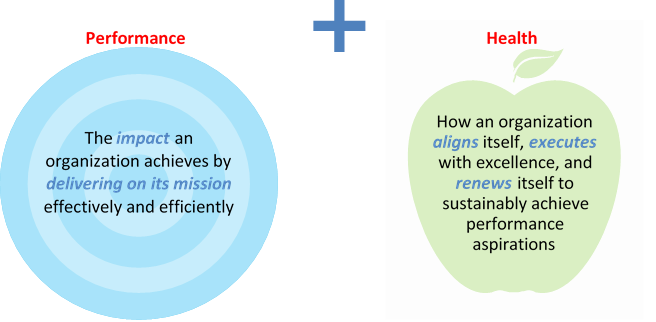 Performance
The impact an
organization achieves by
delivering on its mission
effectively and efficiently
+
Health
How an organization
aligns itself, executes
with excellence, and
renews itself to
sustainably achieve
performance
aspirations